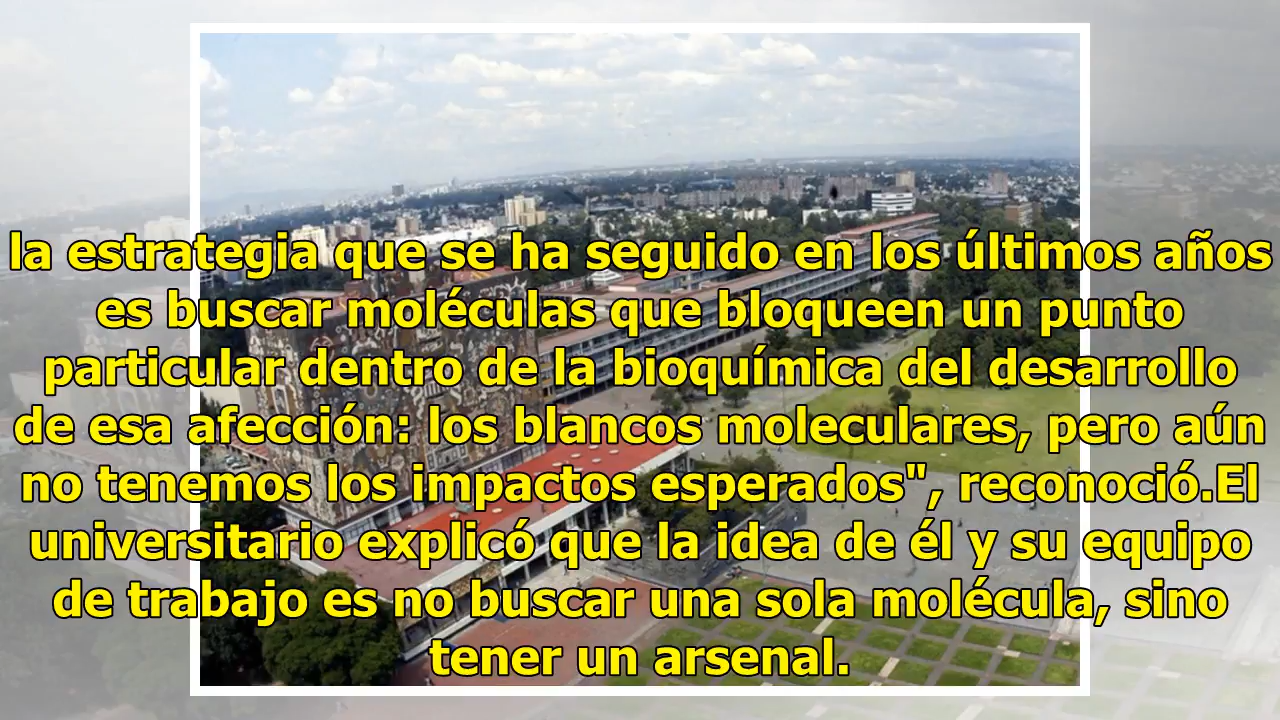 la estrategia que se ha seguido en los últimos años
es buscar moléculas que bloqueen un punto
particular dentro de la bioquímica del desarrollo
de esa afección: los blancos moleculares, pero aún
no tenemos los impactos esperados", reconoció.El
universitario explicó que la idea de él y su equipo
de trabajo es no buscar una sola molécula, sino
tener un arsenal.